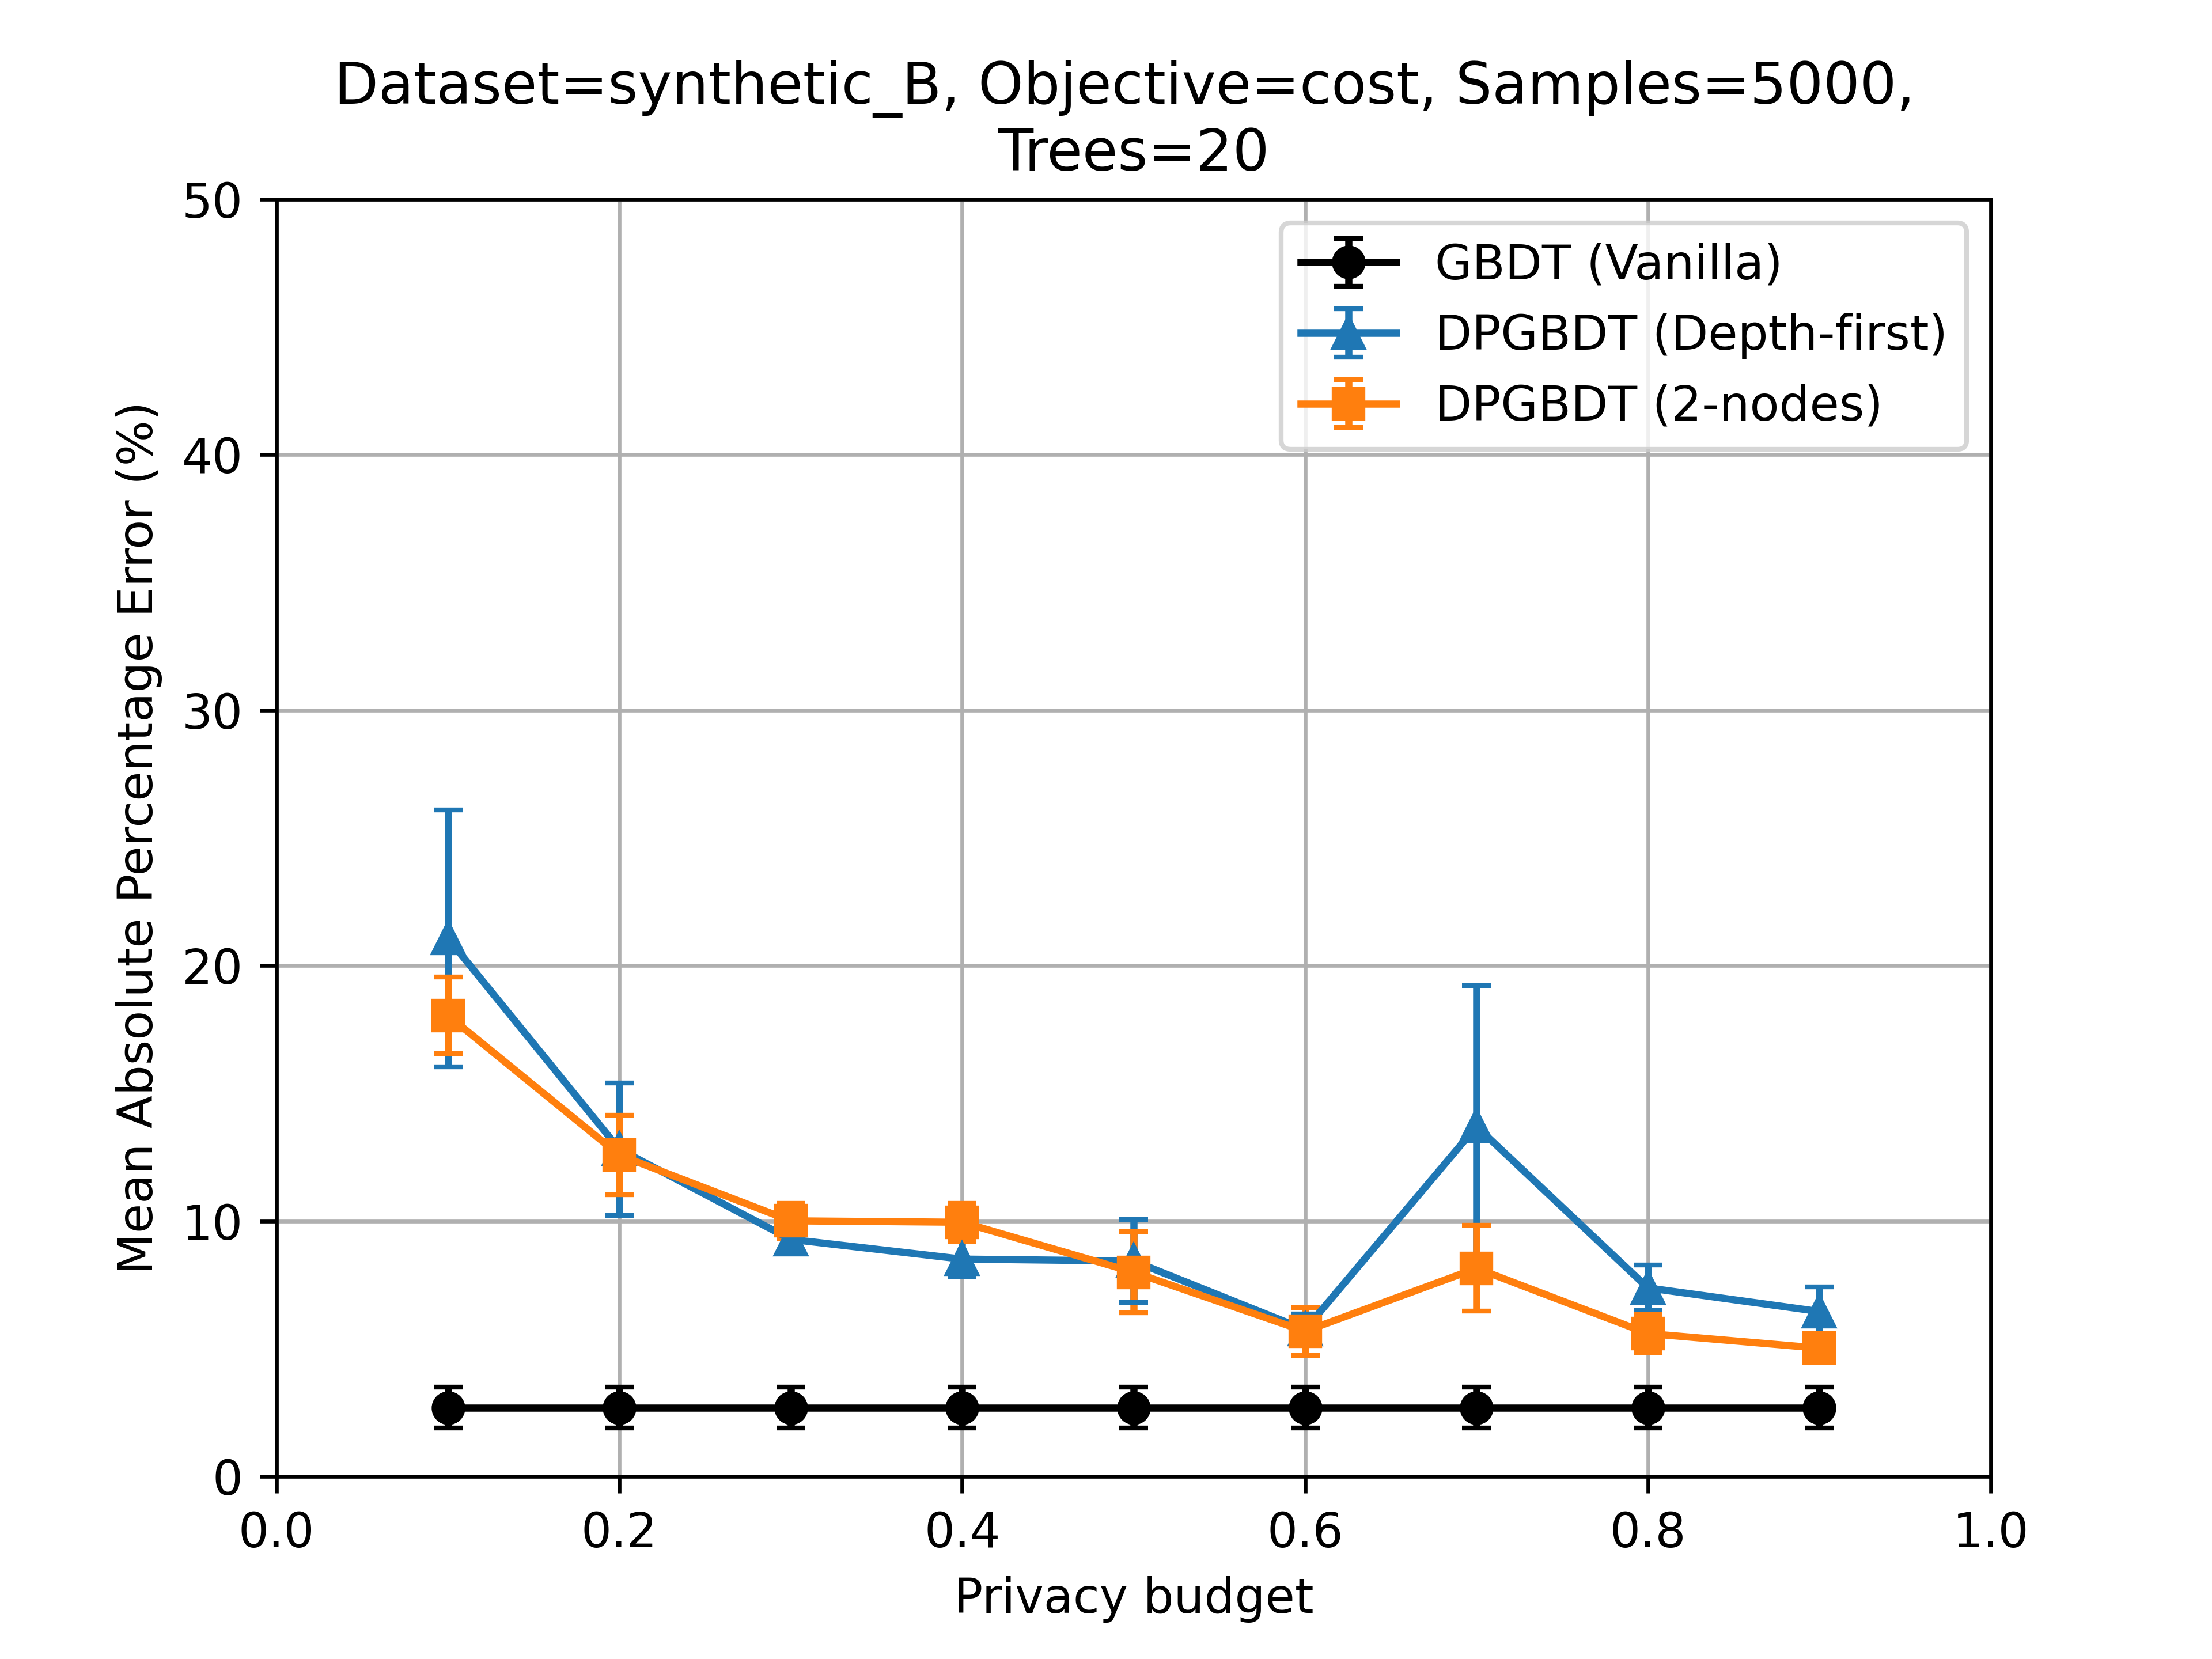 Dataset=synthetic_B, Objective=cost, Samples=5000,
Trees=20
GBDT (Vanilla)
DPGBDT (Depth-first)
DPGBDT (2-nodes)
Mean Absolute Percentage Error (%)
50
40
30
20
10
0
0.0 0.2 0.4 0.6 0.8 1.0
Privacy budget